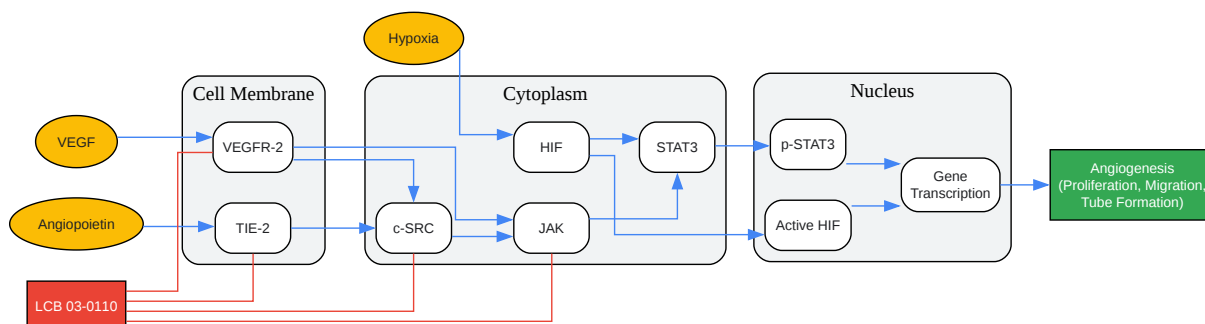 Hypoxia
Cell Membrane
Cytoplasm
Nucleus
VEGF
VEGFR-2
HIF
STAT3
p-STAT3
Gene
Transcription
Angiogenesis
(Proliferation, Migration,
Tube Formation)
Angiopoietin
TIE-2
c-SRC
JAK
Active HIF
LCB 03-0110